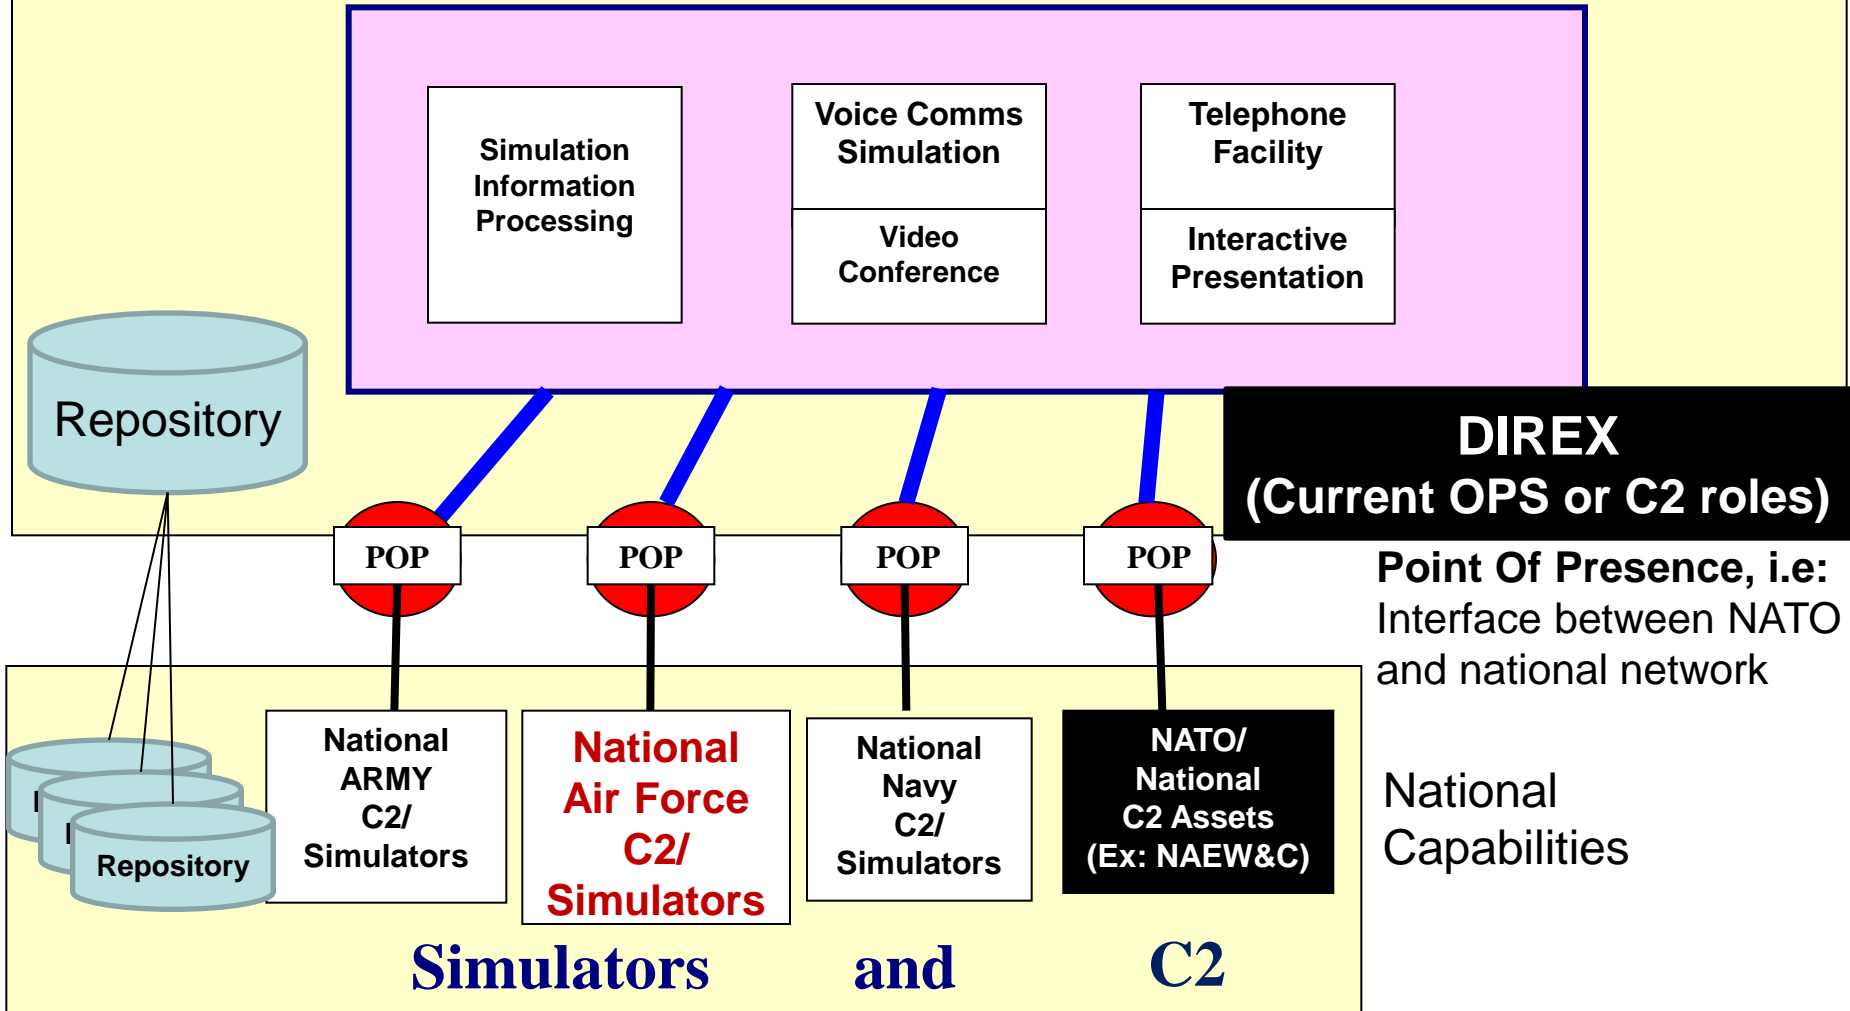 Simulation
Information
Processing
Voice Comms
Simulation
Video
Conference
Telephone
Facility
Interactive
Presentation
Repository
DIREX
(Current OPS or C2 roles)
POP
POP
POP
POP
Point Of Presence, i.e:
Interface between NATO
and national network
Repository
National
ARMY
C2/
Simulators
National
Air Force
C2/
Simulators
National
Navy
C2/
Simulators
NATO/
National
C2 Assets
(Ex: NAEW&C)
National
Capabilities
Simulators and C2